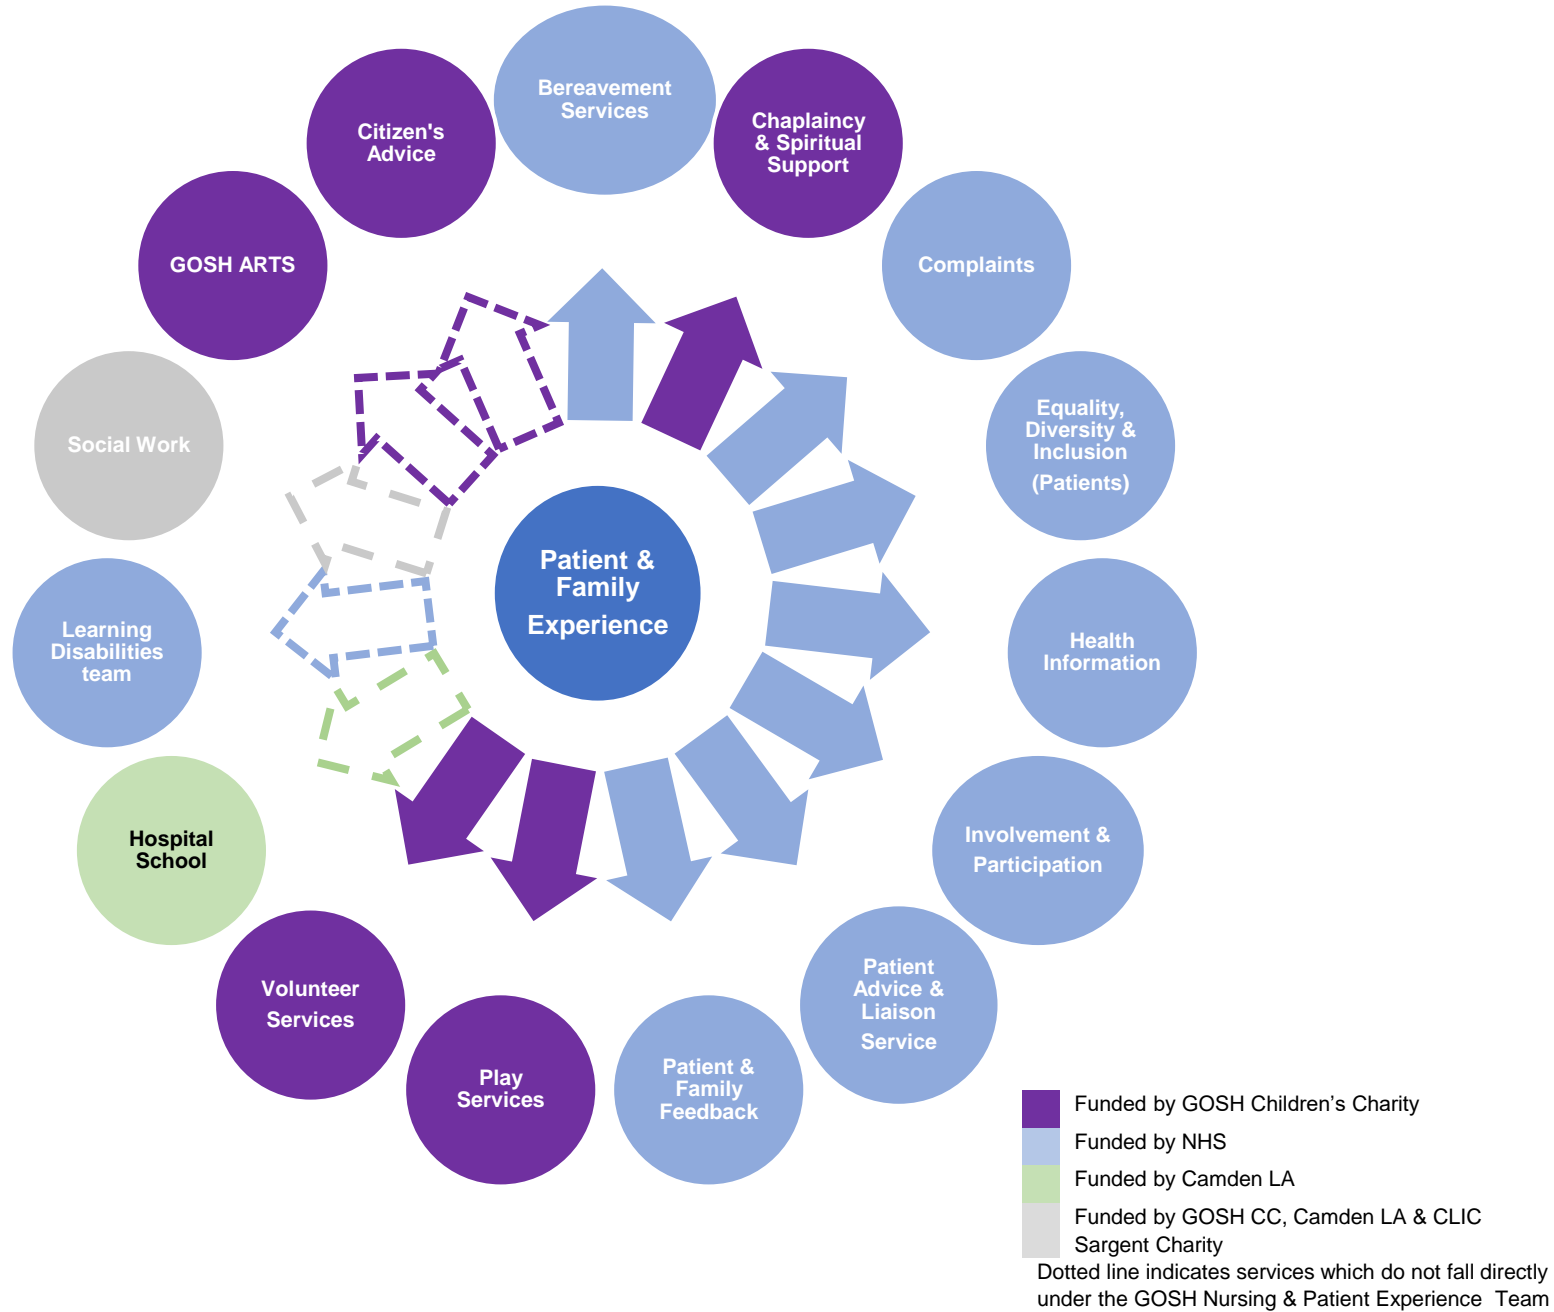 Bereavement
Services
Chaplaincy
& Spiritual
Support
Complaints
Equality,
Diversity &
Inclusion
(Patients)
Health
Information
Involvement &
Participation
Patient
Advice &
Liaison
Service
Patient &
Family
Feedback
Play
Services
Volunteer
Services
Hospital
School
Learning
Disabilities
team
Social Work
GOSH ARTS
Citizen's
Advice
Patient &
Family
Experience
Funded by GOSH Children’s Charity
Funded by NHS
Funded by Camden LA
Funded by GOSH CC, Camden LA & CLIC
Sargent Charity
Dotted line indicates services which do not fall directly
under the GOSH Nursing & Patient Experience Team